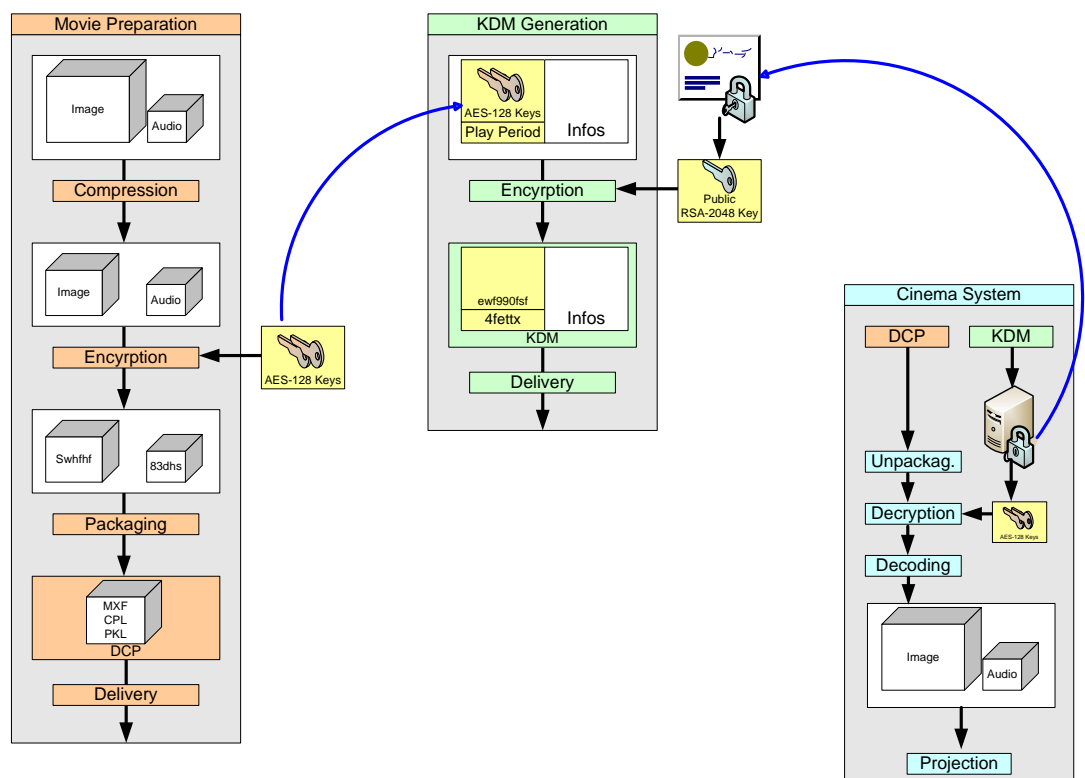 Movie Preparation
Image
Audio
Compression
Image
Audio
Encyrption
AES-128 Keys
Swhfhf
83dhs
Packaging
MXF
CPL
PKL
DCP
Delivery
KDM Generation
AES-128 Keys
Play Period
Infos
Encyrption
Public
RSA-2048 Key
ewf990fsf
4fettx
Infos
KDM
Delivery
Cinema System
DCP
KDM
Unpackag.
Decryption
AES-128 Keys
Decoding
Image
Audio
Projection